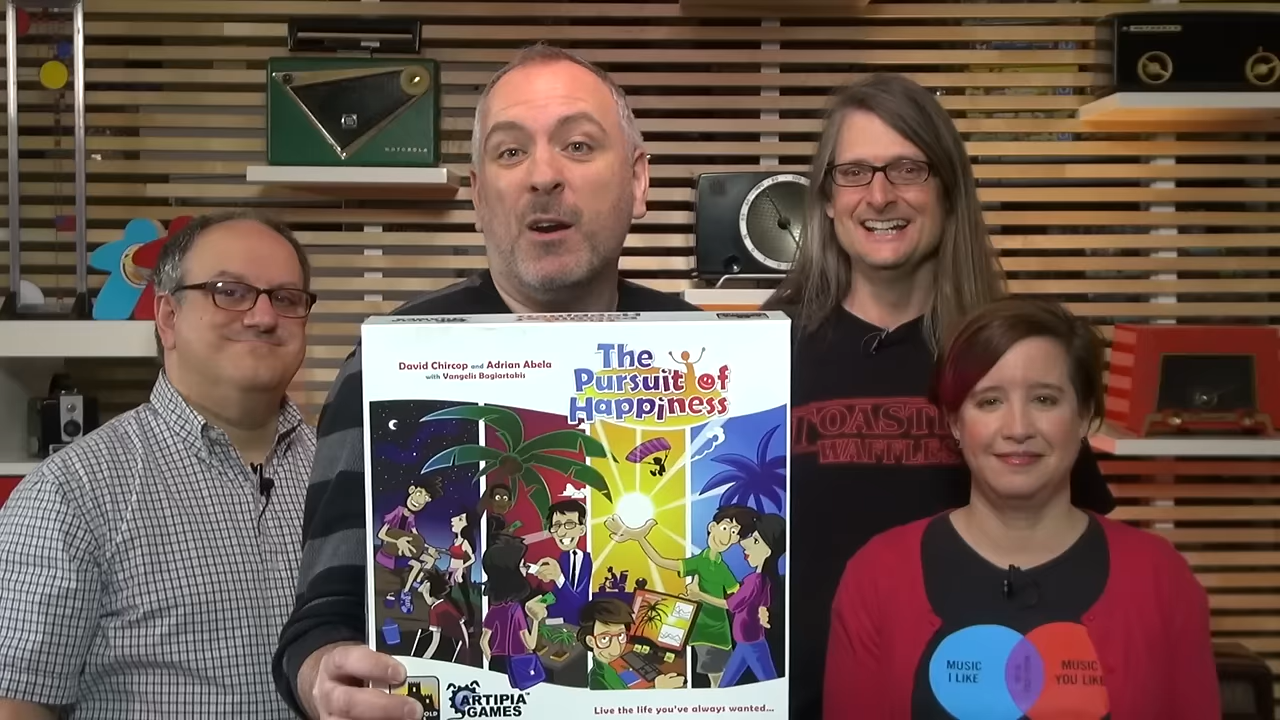 MOTOROLA
David Chircop and Adrian Abela
with Vangelis Bagiartakis
The
Pursuit of
Happiness
ARTIPIA
GAMES
Live the life you've always wanted...
TOAST
WAFFLES
MUSIC
I LIKE
MUSIC
YOU LIKE